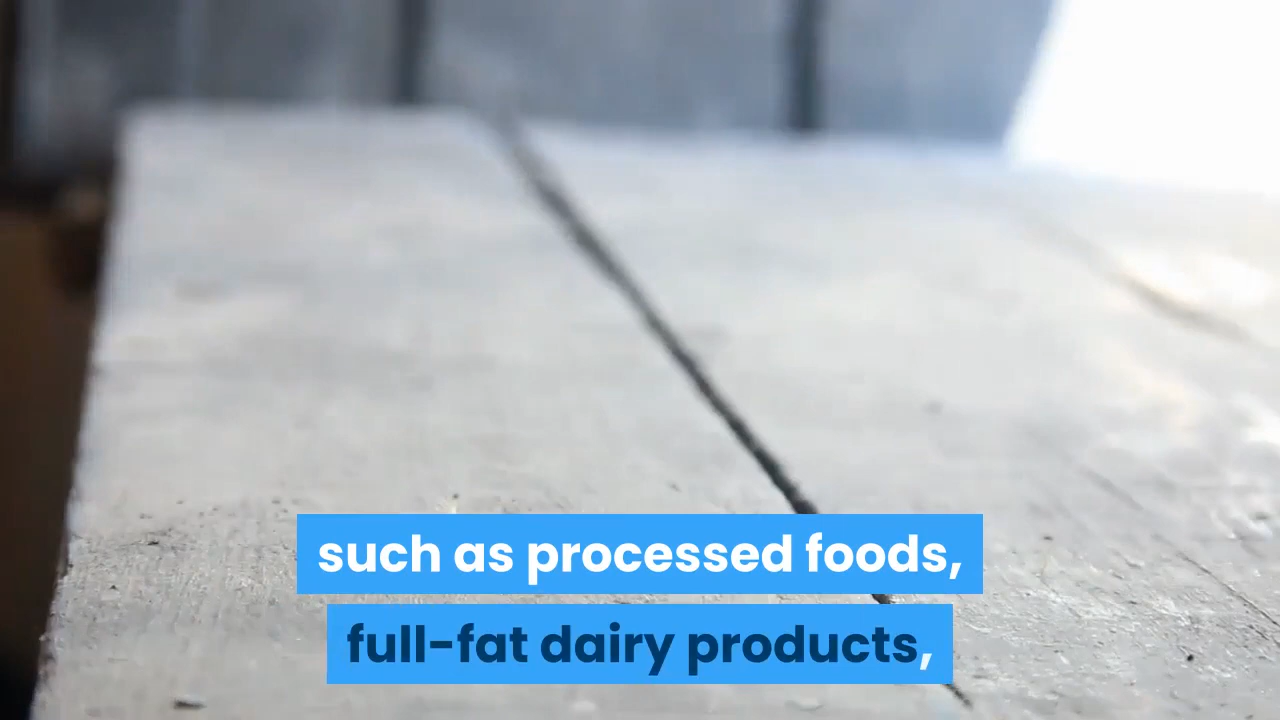 such as processed foods,
full-fat dairy products,